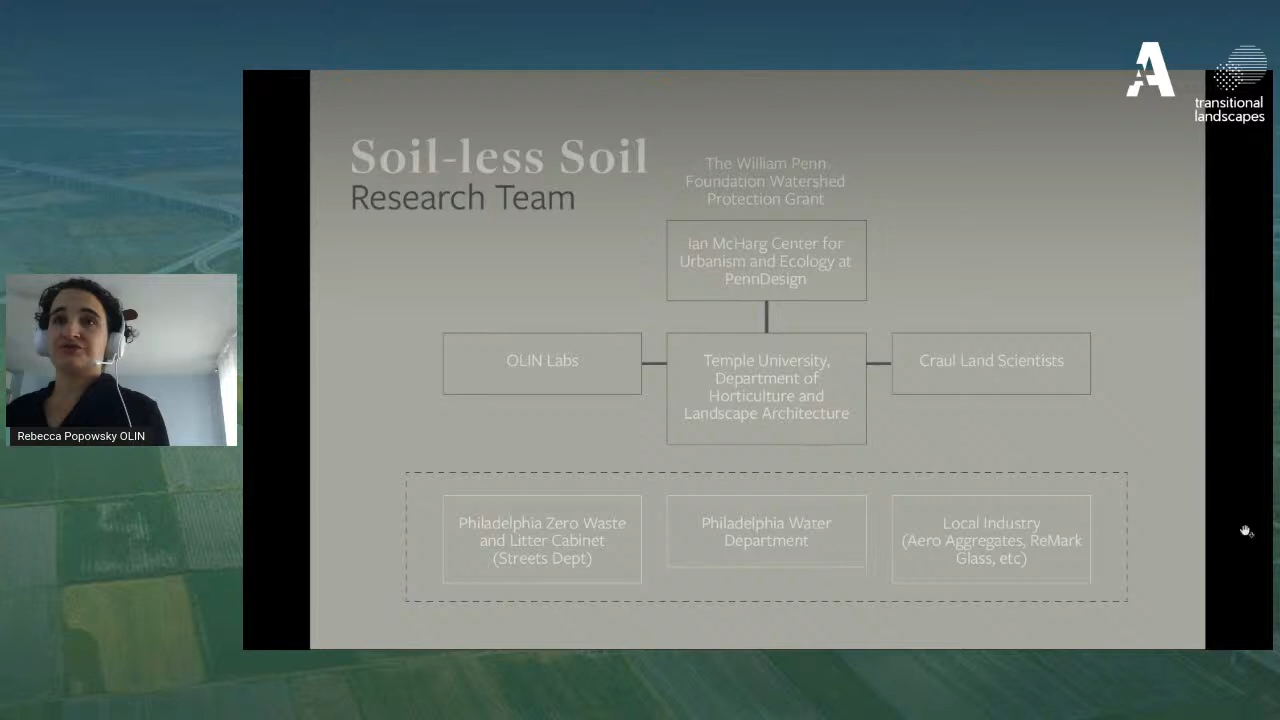 A
A
transitional
landscapes
Soil-less Soil
Research Team
The William Penn
Foundation Watershed
Protection Grant
Ian McHarg Center for
Urbanism and Ecology at
PennDesign
OLIN Labs
Temple University,
Department of
Horticulture and
Landscape Architecture
Craul Land Scientists
Philadelphia Zero Waste
and Litter Cabinet
(Streets Dept)
Philadelphia Water
Department
Local Industry
(Aero Aggregates, ReMark
Glass, etc)
Rebecca Popowsky OLIN